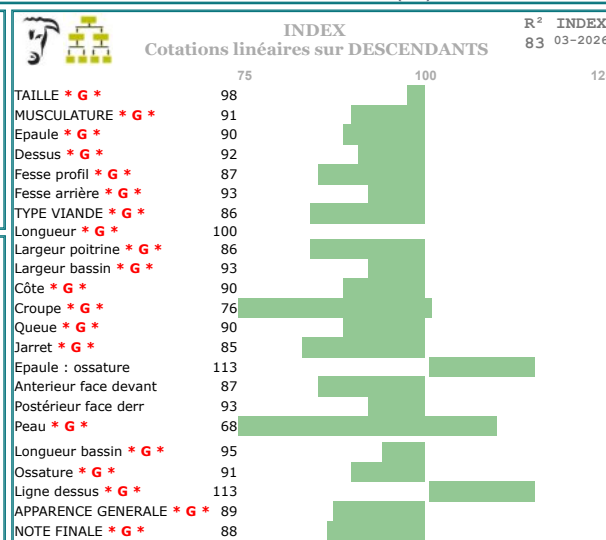 INDEX
Cotations linéaires sur DESCENDANTS
R² INDEX
83 03-2026
75 100 12
TAILLE * G * 98
MUSCULATURE * G * 91
Epaule * G * 90
Dessus * G * 92
Fesse profil * G * 87
Fesse arrière * G * 93
TYPE VIANDE * G * 86
Longueur * G * 100
Largeur poitrine * G * 86
Largeur bassin * G * 93
Côte * G * 90
Croupe * G * 76
Queue * G * 90
Jarret * G * 85
Epaule : ossature 113
Anterieur face devant 87
Postérieur face derr 93
Peau * G * 68
Longueur bassin * G * 95
Ossature * G * 91
Ligne dessus * G * 113
APPARENCE GENERALE * G * 89
NOTE FINALE * G * 88